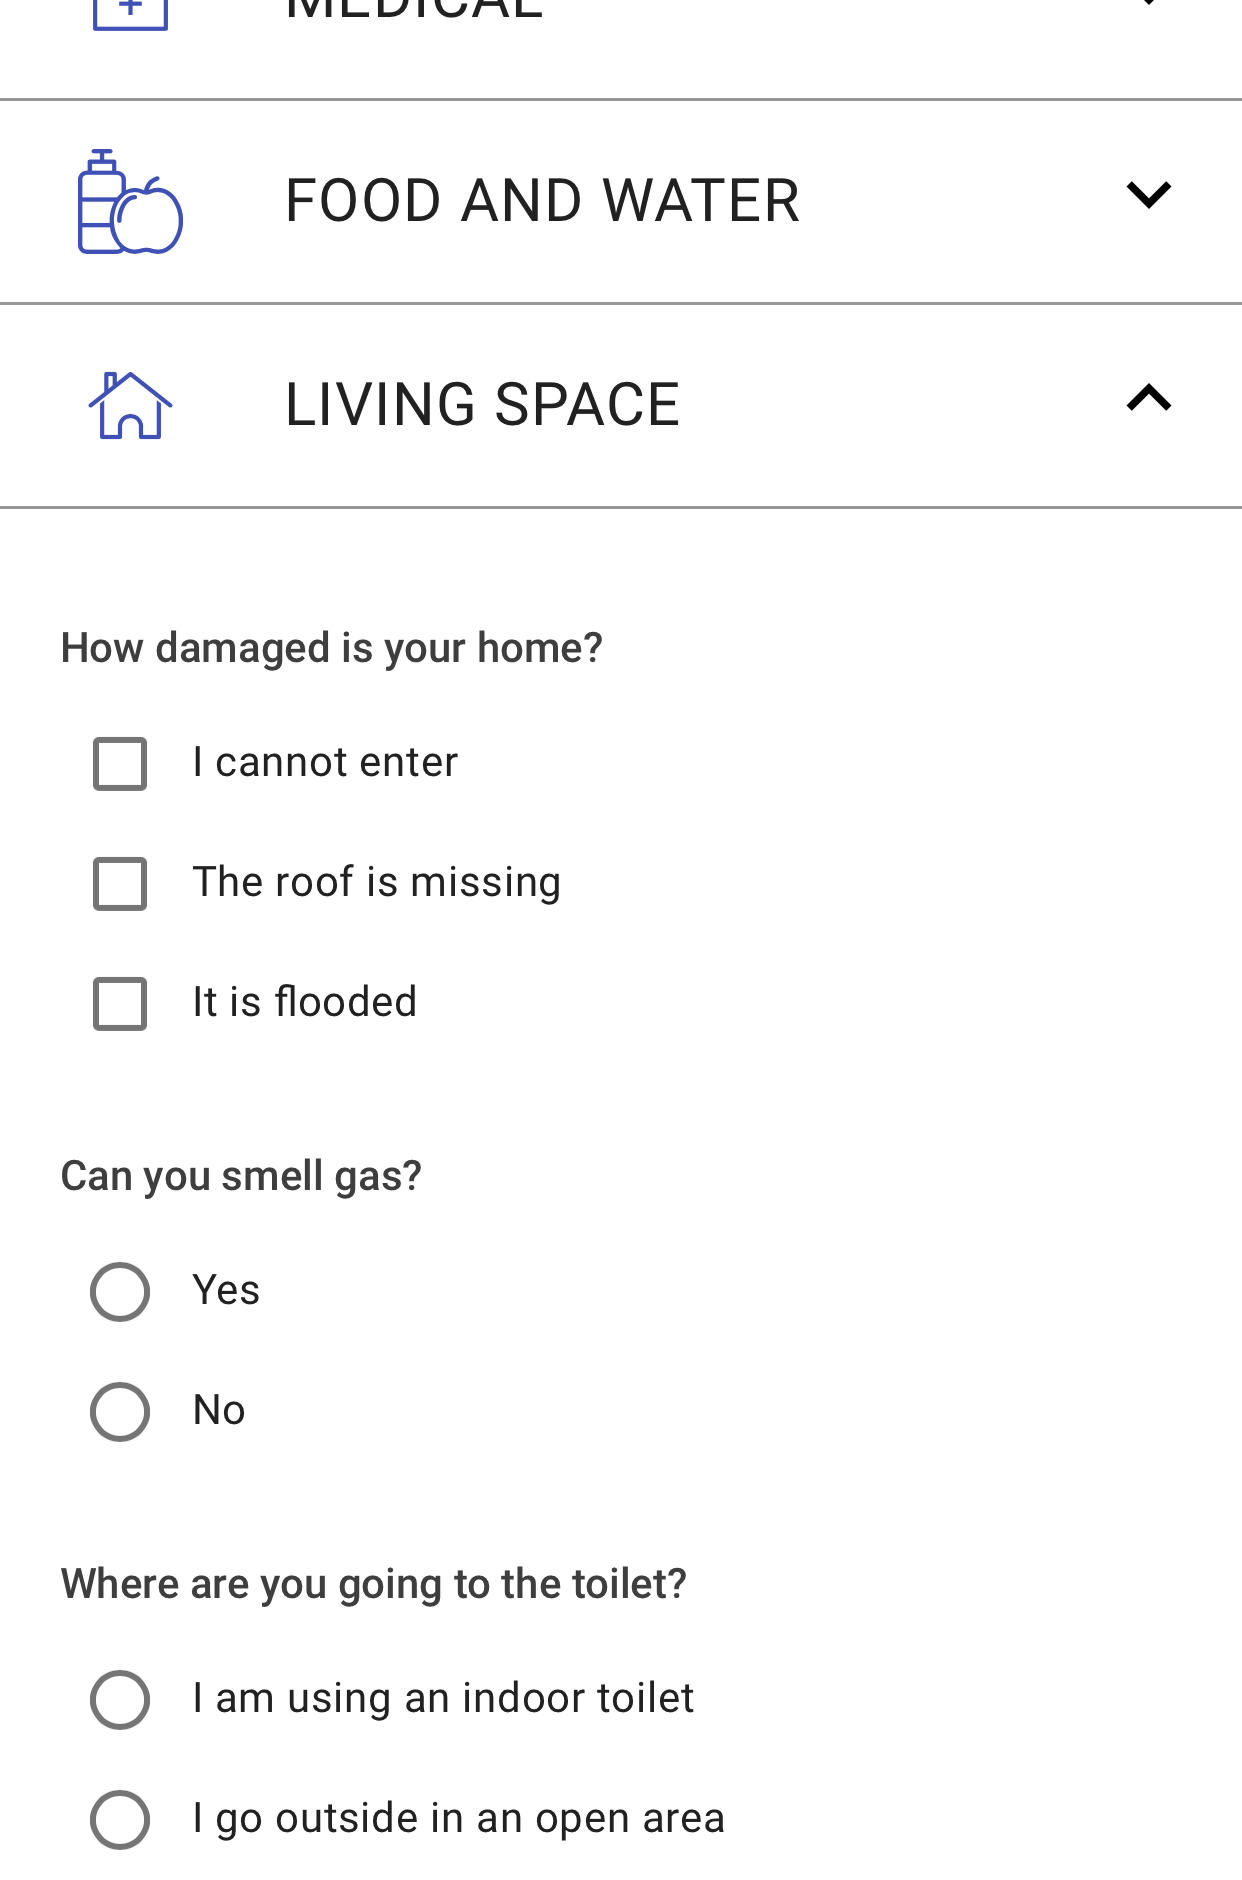 MEDICAL
FOOD AND WATER
LIVING SPACE
How damaged is your home?
I cannot enter
The roof is missing
It is flooded
Can you smell gas?
Yes
No
Where are you going to the toilet?
I am using an indoor toilet
I go outside in an open area